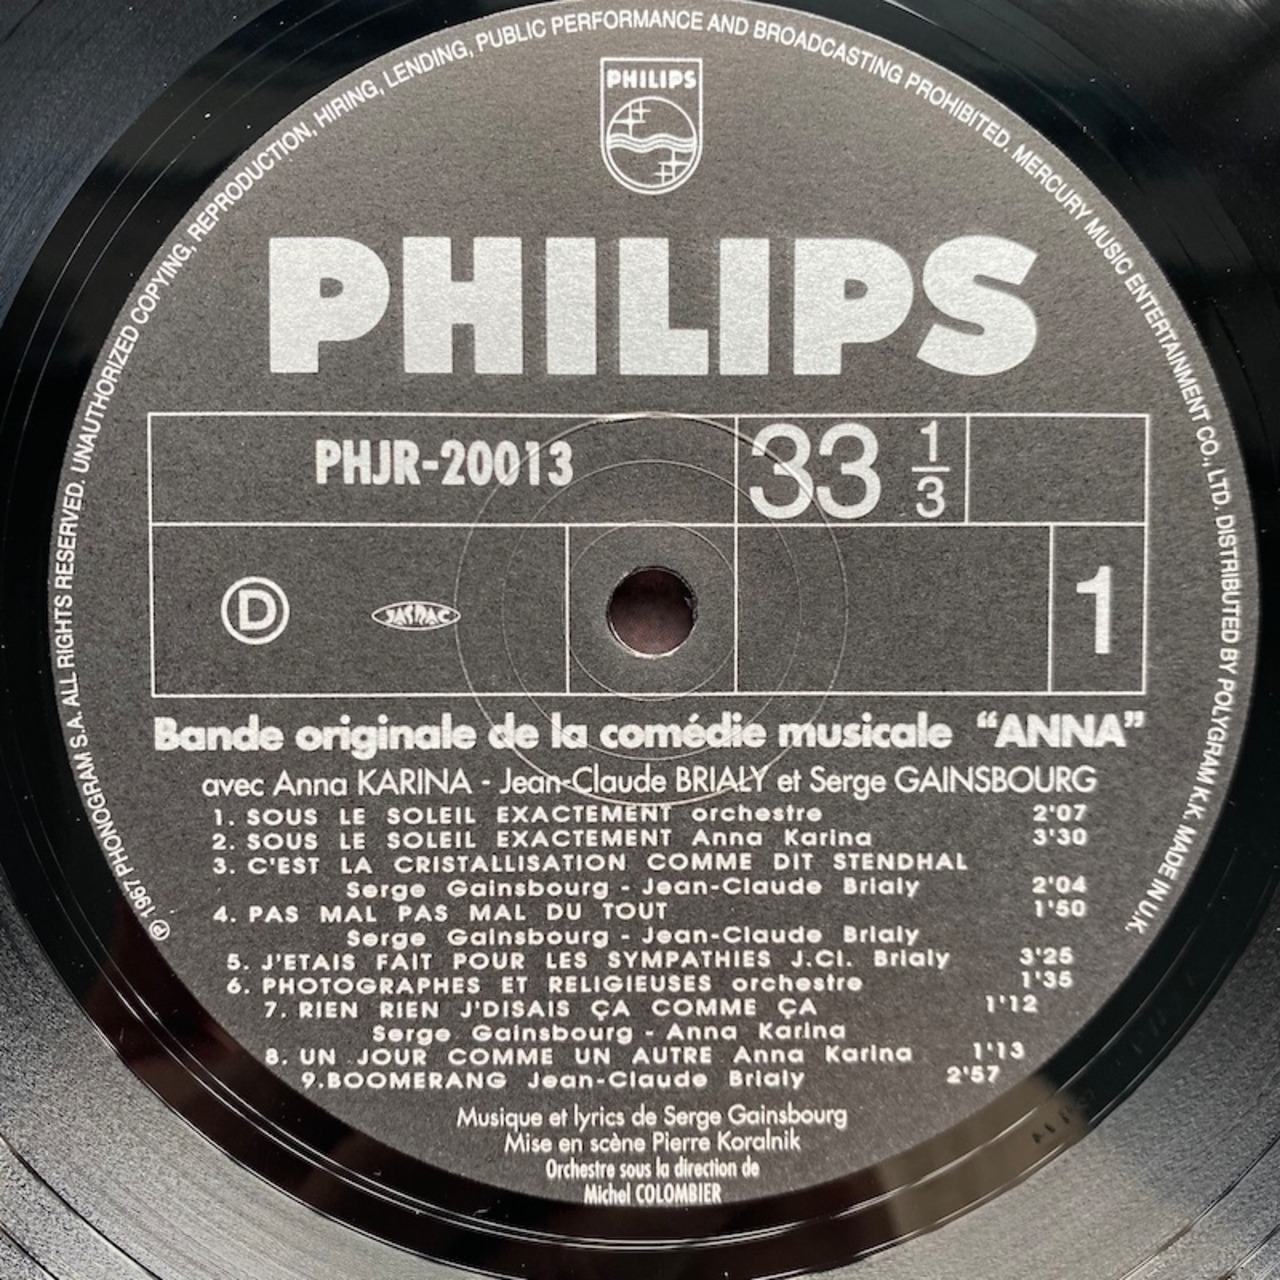 PHILIPS
PHILIPS
PHJR-20013
33 1/3
D
JASRAC
1
Bande originale de la comédie musicale “ANNA”
avec Anna KARINA - Jean-Claude BRIALY et Serge GAINSBOURG
1. SOUS LE SOLEIL EXACTEMENT orchestre 2'07
2. SOUS LE SOLEIL EXACTEMENT Anna Karina 3'30
3. C'EST LA CRISTALLISATION COMME DIT STENDHAL
Serge Gainsbourg - Jean-Claude Brialy 2'04
4. PAS MAL PAS MAL DU TOUT 1'50
Serge Gainsbourg - Jean-Claude Brialy
5. J'ETAIS FAIT POUR LES SYMPATHIES J.Cl. Brialy 3'25
6. PHOTOGRAPHES ET RELIGIEUSES orchestre 1'35
7. RIEN RIEN J'DISAIS ÇA COMME ÇA 1'12
Serge Gainsbourg - Anna Karina
8. UN JOUR COMME UN AUTRE Anna Karina 1'13
9.BOOMERANG Jean-Claude Brialy 2'57
Musique et lyrics de Serge Gainsbourg
Mise en scène Pierre Koralnik
Orchestre sous la direction de
Michel COLOMBIER
℗ 1967 PHONOGRAM S.A. ALL RIGHTS RESERVED. UNAUTHORIZED COPYING, REPRODUCTION, HIRING, LENDING, PUBLIC PERFORMANCE AND BROADCASTING PROHIBITED. MERCURY MUSIC ENTERTAINMENT CO., LTD. DISTRIBUTED BY POLYGRAM K.K. MADE IN U.K.